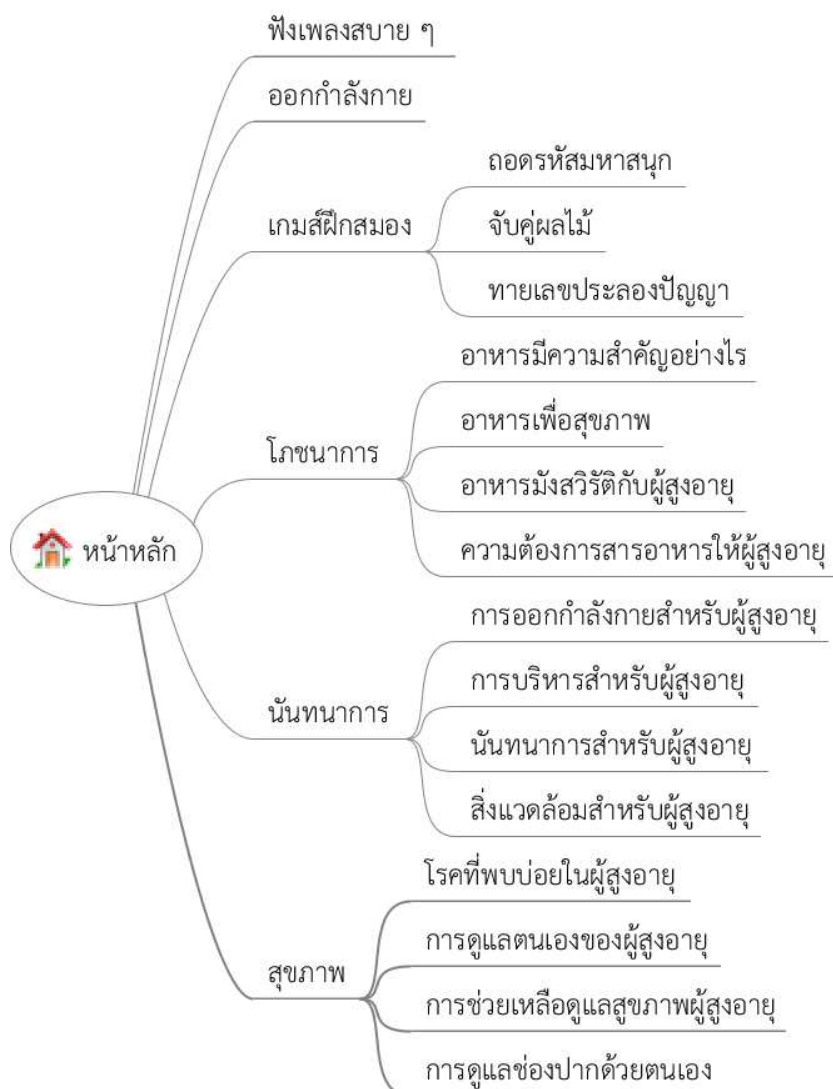 ฟังเพลงสบาย ๆ
ออกกำลังกาย
เกมส์ฝึกสมอง
ถอดรหัสมหาสนุก
จับคู่ผลไม้
ทายเลขประลองปัญญา
โภชนาการ
อาหารมีความสำคัญอย่างไร
อาหารเพื่อสุขภาพ
อาหารมังสวิรัติกับผู้สูงอายุ
ความต้องการสารอาหารให้ผู้สูงอายุ
หน้าหลัก
นันทนาการ
การออกกำลังกายสำหรับผู้สูงอายุ
การบริหารสำหรับผู้สูงอายุ
นันทนาการสำหรับผู้สูงอายุ
สิ่งแวดล้อมสำหรับผู้สูงอายุ
สุขภาพ
โรคที่พบบ่อยในผู้สูงอายุ
การดูแลตนเองของผู้สูงอายุ
การช่วยเหลือดูแลสูขภาพผู้สูงอายุ
การดูแลช่องปากด้วยตนเอง